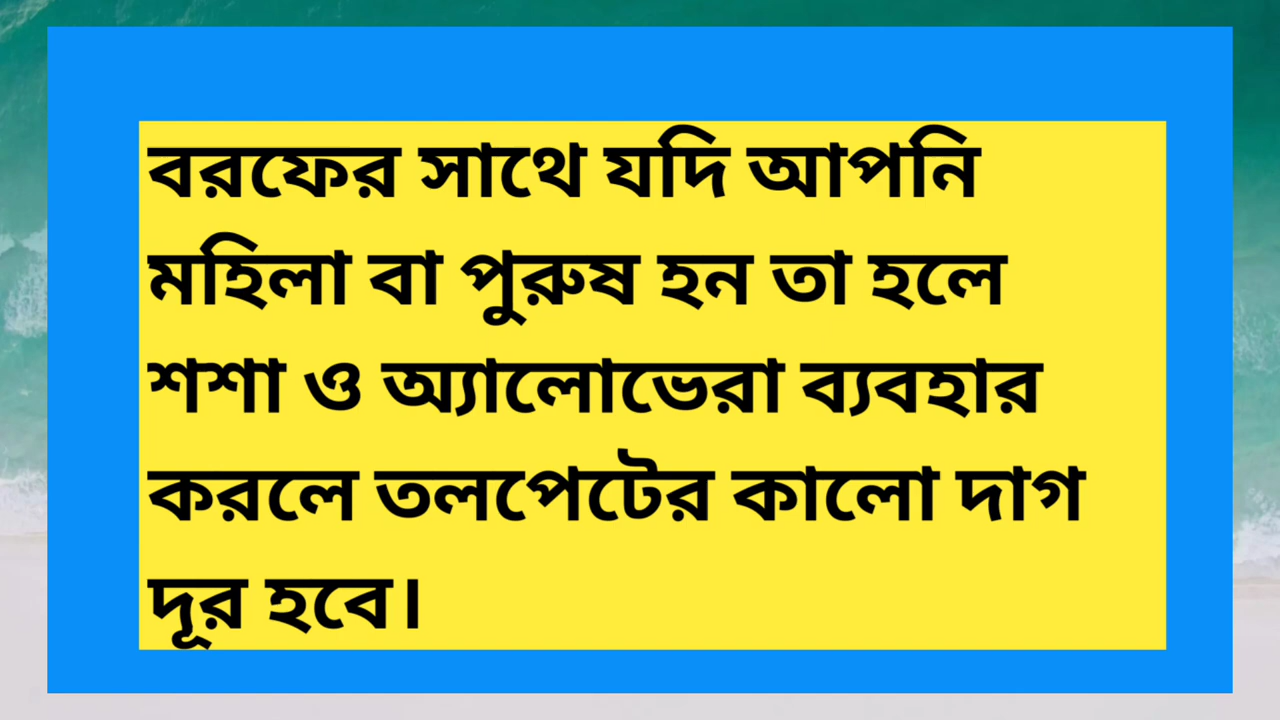 বরফের সাথে যদি আপনি
মহিলা বা পুরুষ হন তা হলে
শশা ও অ্যালোভেরা ব্যবহার
করলে তলপেটের কালো দাগ
দূর হবে।